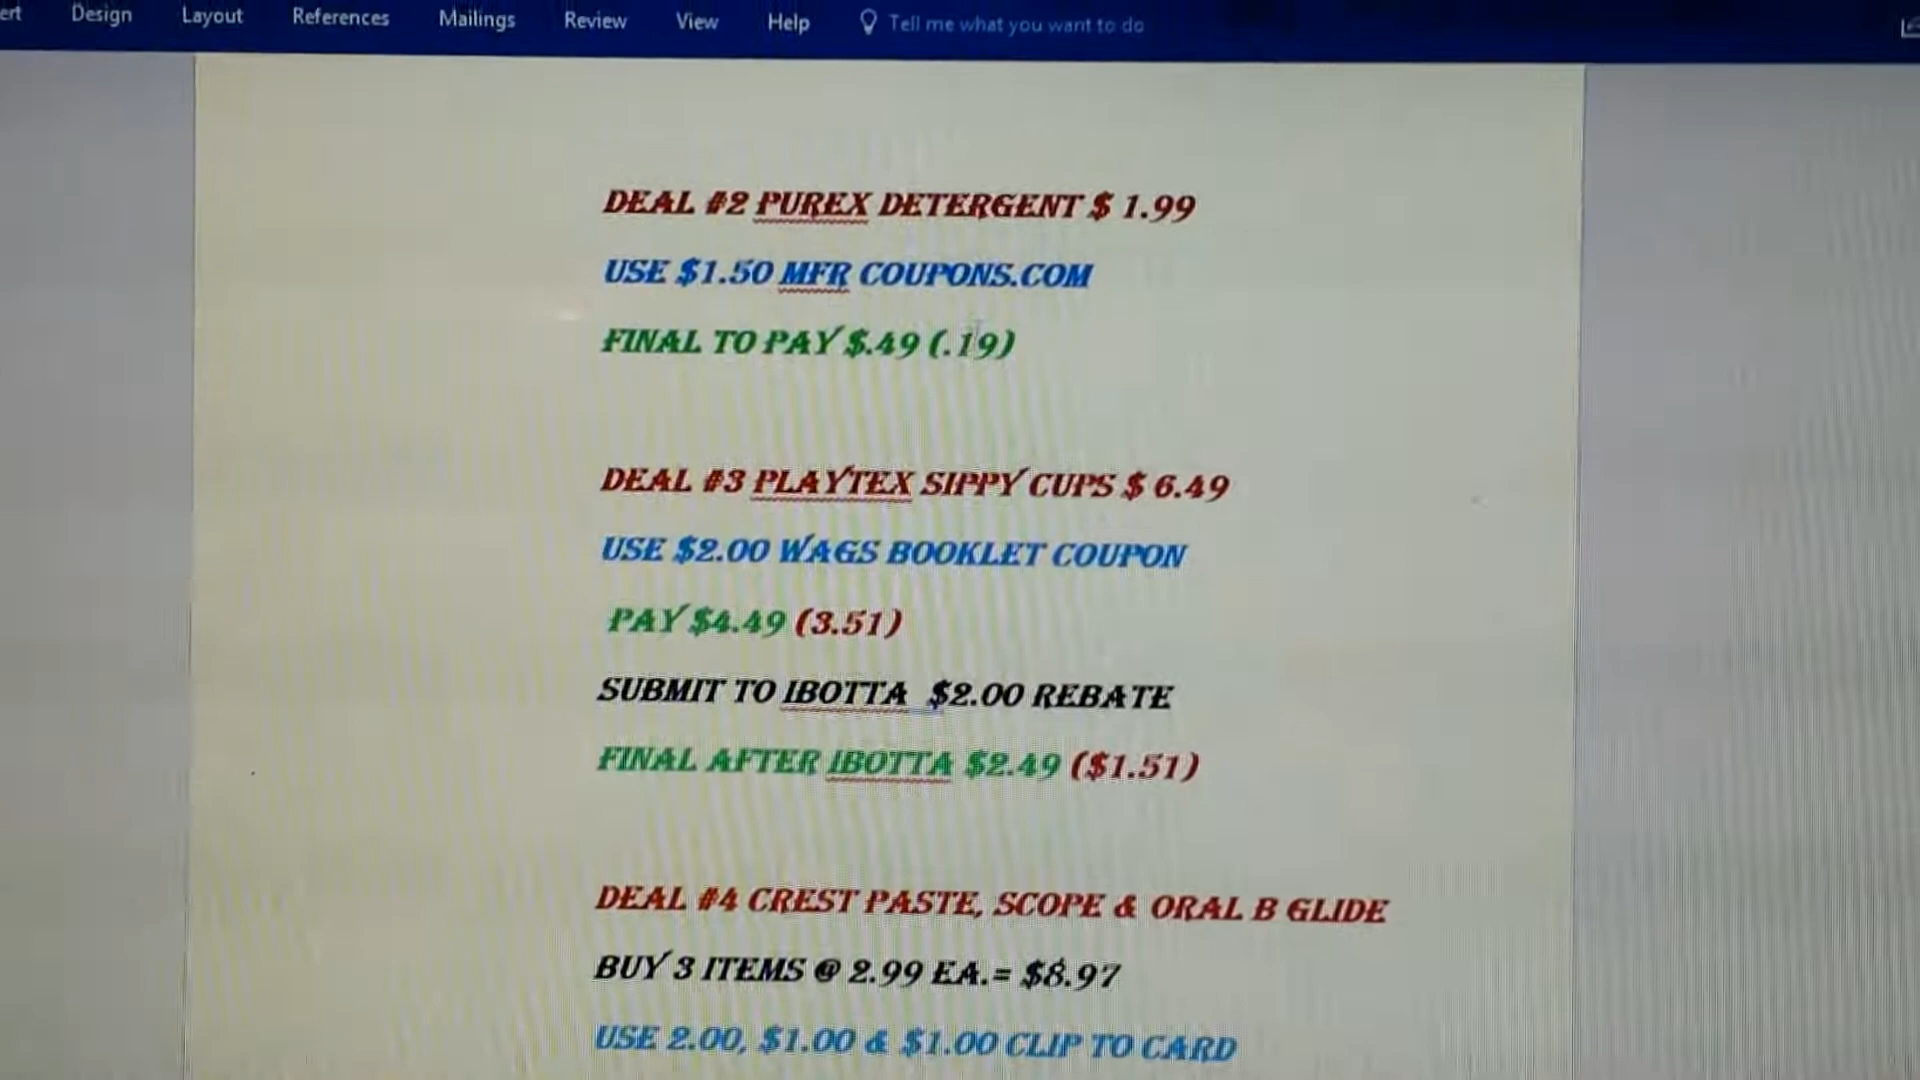 ert Design Layout References Mailings Review View Help Tell me what you want to do
DEAL #2 PUREX DETERGENT $ 1.99
USE $1.50 MFR COUPONS.COM
FINAL TO PAY $.49 (.19)
DEAL #3 PLAYTEX SIPPY CUPS $ 6.49
USE $2.00 WAGS BOOKLET COUPON
PAY $4.49 (3.51)
SUBMIT TO IBOTTA $2.00 REBATE
FINAL AFTER IBOTTA $2.49 ($1.51)
DEAL #4 CREST PASTE, SCOPE & ORAL B GLIDE
BUY 3 ITEMS @ 2.99 EA.= $8.97
USE 2.00, $1.00 & $1.00 CLIP TO CARD